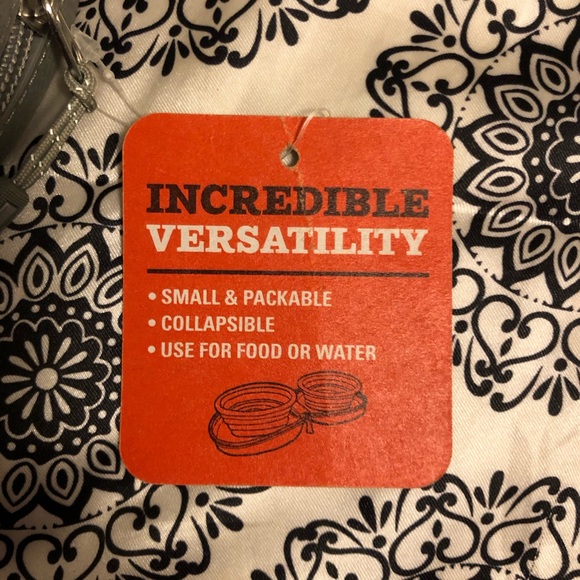 INCREDIBLE
VERSATILITY
• SMALL & PACKABLE
• COLLAPSIBLE
• USE FOR FOOD OR WATER